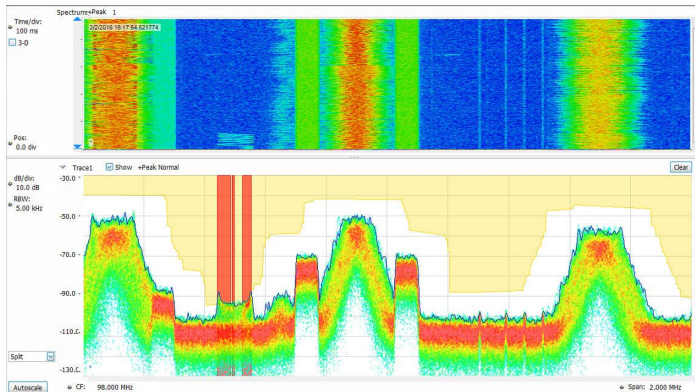 Spectrum+Peak 1
Time/div:
100 ms
3-D
2/2/2016 16:17:54.521774
Pos:
0.0 div
Trace1 Show +Peak Normal Clear
dB/div:
10.0 dB
RBW:
5.00 kHz
-30.0
-50.0
-70.0
-90.0
-110.0
-130.0
Split
Autoscale CF: 98.000 MHz Span: 2.000 MHz